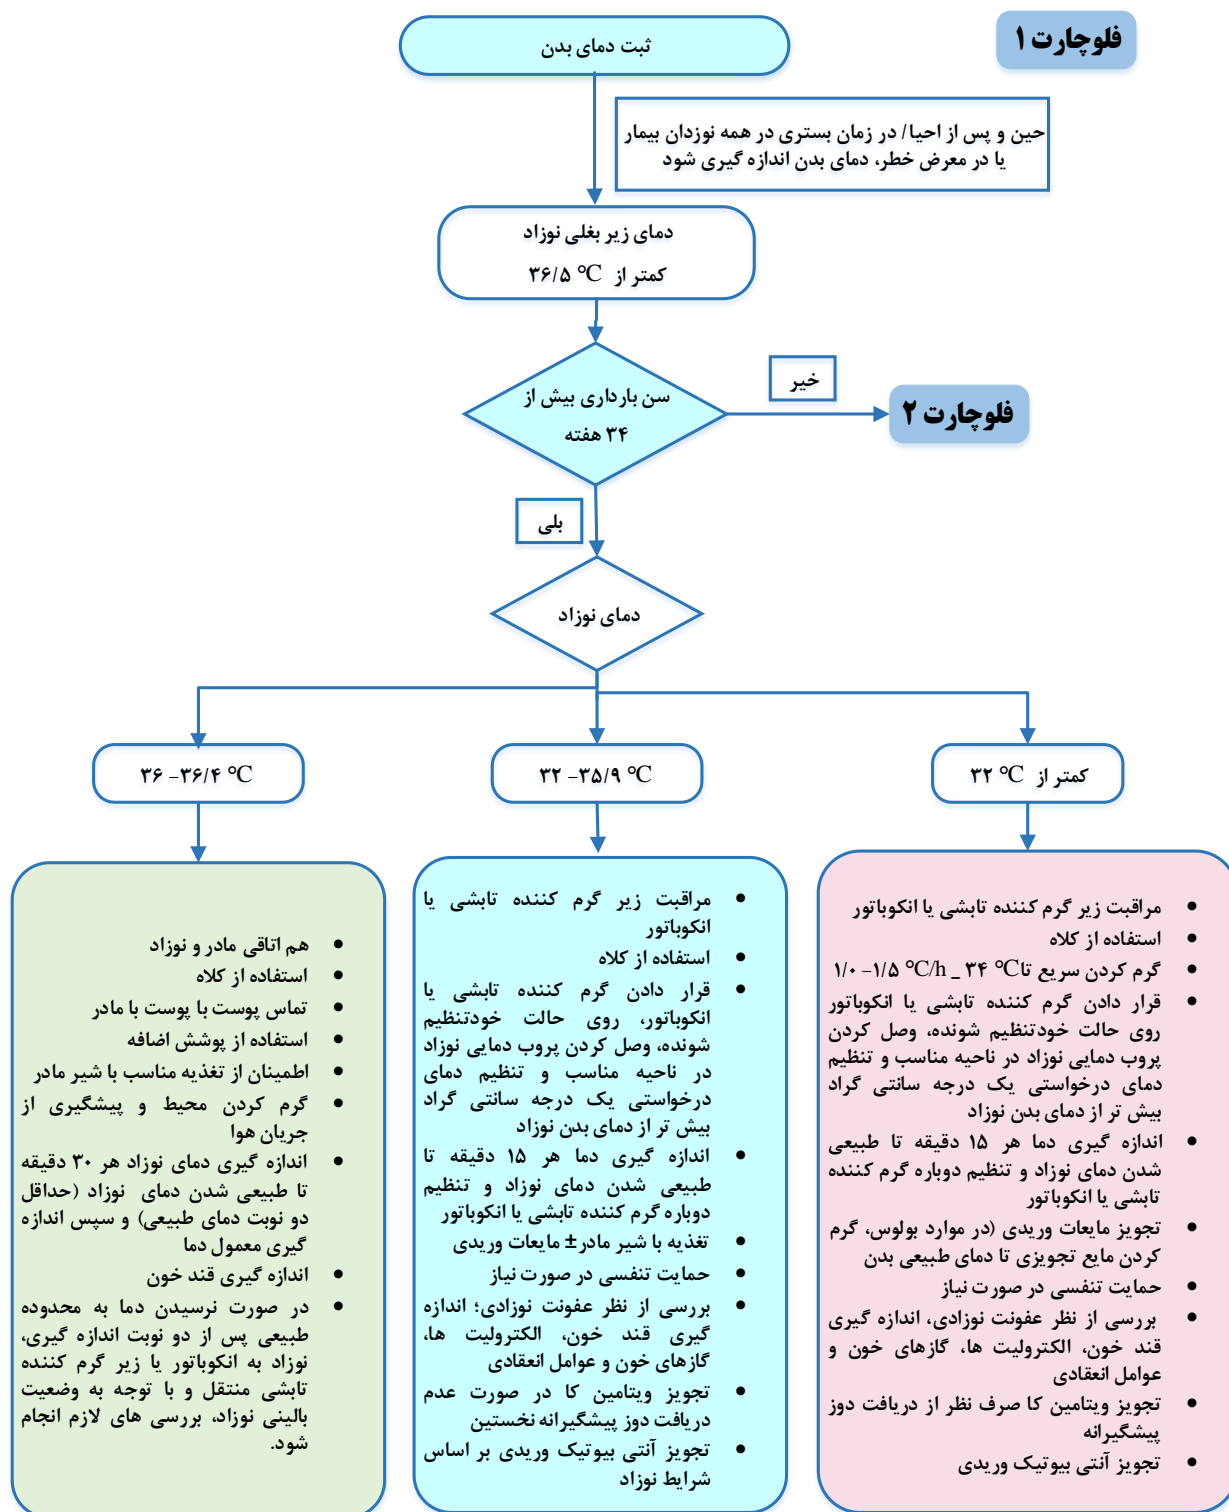 فلوچارت ۱
ثبت دمای بدن
حین و پس از احیا/ در زمان بستری در همه نوزدان بیمار
یا در معرض خطر، دمای بدن اندازه گیری شود
دمای زیر بغلی نوزاد
کمتر از ۳۶/۵ °C
سن بارداری بیش از
۳۴ هفته
خیر
فلوچارت ۲
بلی
دمای نوزاد
کمتر از ۳۲ °C
۳۲ -۳۵/۹ °C
۳۶ -۳۶/۴ °C
• مراقبت زیر گرم کننده تابشی یا انکوباتور
• استفاده از کلاه
• گرم کردن سریع تا ۳۴ °C _ ۱/۰ -۱/۵ °C/h
• قرار دادن گرم کننده تابشی یا انکوباتور
روی حالت خودتنظیم شونده، وصل کردن
پروب دمایی نوزاد در ناحیه مناسب و تنظیم
دمای درخواستی یک درجه سانتی گراد
بیش تر از دمای بدن نوزاد
• اندازه گیری دما هر ۱۵ دقیقه تا طبیعی
شدن دمای نوزاد و تنظیم دوباره گرم کننده
تابشی یا انکوباتور
• تجویز مایعات وریدی (در موارد بولوس، گرم
کردن مایع تجویزی تا دمای طبیعی بدن
• حمایت تنفسی در صورت نیاز
• بررسی از نظر عفونت نوزادی، اندازه گیری
قند خون، الکترولیت ها، گازهای خون و
عوامل انعقادی
• تجویز ویتامین کا صرف نظر از دریافت دوز
پیشگیرانه
• تجویز آنتی بیوتیک وریدی
• مراقبت زیر گرم کننده تابشی یا
انکوباتور
• استفاده از کلاه
• قرار دادن گرم کننده تابشی یا
انکوباتور، روی حالت خودتنظیم
شونده، وصل کردن پروب دمایی نوزاد
در ناحیه مناسب و تنظیم دمای
درخواستی یک درجه سانتی گراد
بیش تر از دمای بدن نوزاد
• اندازه گیری دما هر ۱۵ دقیقه تا
طبیعی شدن دمای نوزاد و تنظیم
دوباره گرم کننده تابشی یا انکوباتور
• تغذیه با شیر مادر± مایعات وریدی
• حمایت تنفسی در صورت نیاز
• بررسی از نظر عفونت نوزادی؛ اندازه
گیری قند خون، الکترولیت ها،
گازهای خون و عوامل انعقادی
• تجویز ویتامین کا در صورت عدم
دریافت دوز پیشگیرانه نخستین
• تجویز آنتی بیوتیک وریدی بر اساس
شرایط نوزاد
• هم اتاقی مادر و نوزاد
• استفاده از کلاه
• تماس پوست با پوست با مادر
• استفاده از پوشش اضافه
• اطمینان از تغذیه مناسب با شیر مادر
• گرم کردن محیط و پیشگیری از
جریان هوا
• اندازه گیری دمای نوزاد هر ۳۰ دقیقه
تا طبیعی شدن دمای نوزاد (حداقل
دو نوبت دمای طبیعی) و سپس اندازه
گیری معمول دما
• اندازه گیری قند خون
• در صورت نرسیدن دما به محدوده
طبیعی پس از دو نوبت اندازه گیری،
نوزاد به انکوباتور یا زیر گرم کننده
تابشی منتقل و با توجه به وضعیت
بالینی نوزاد، بررسی های لازم انجام
شود.